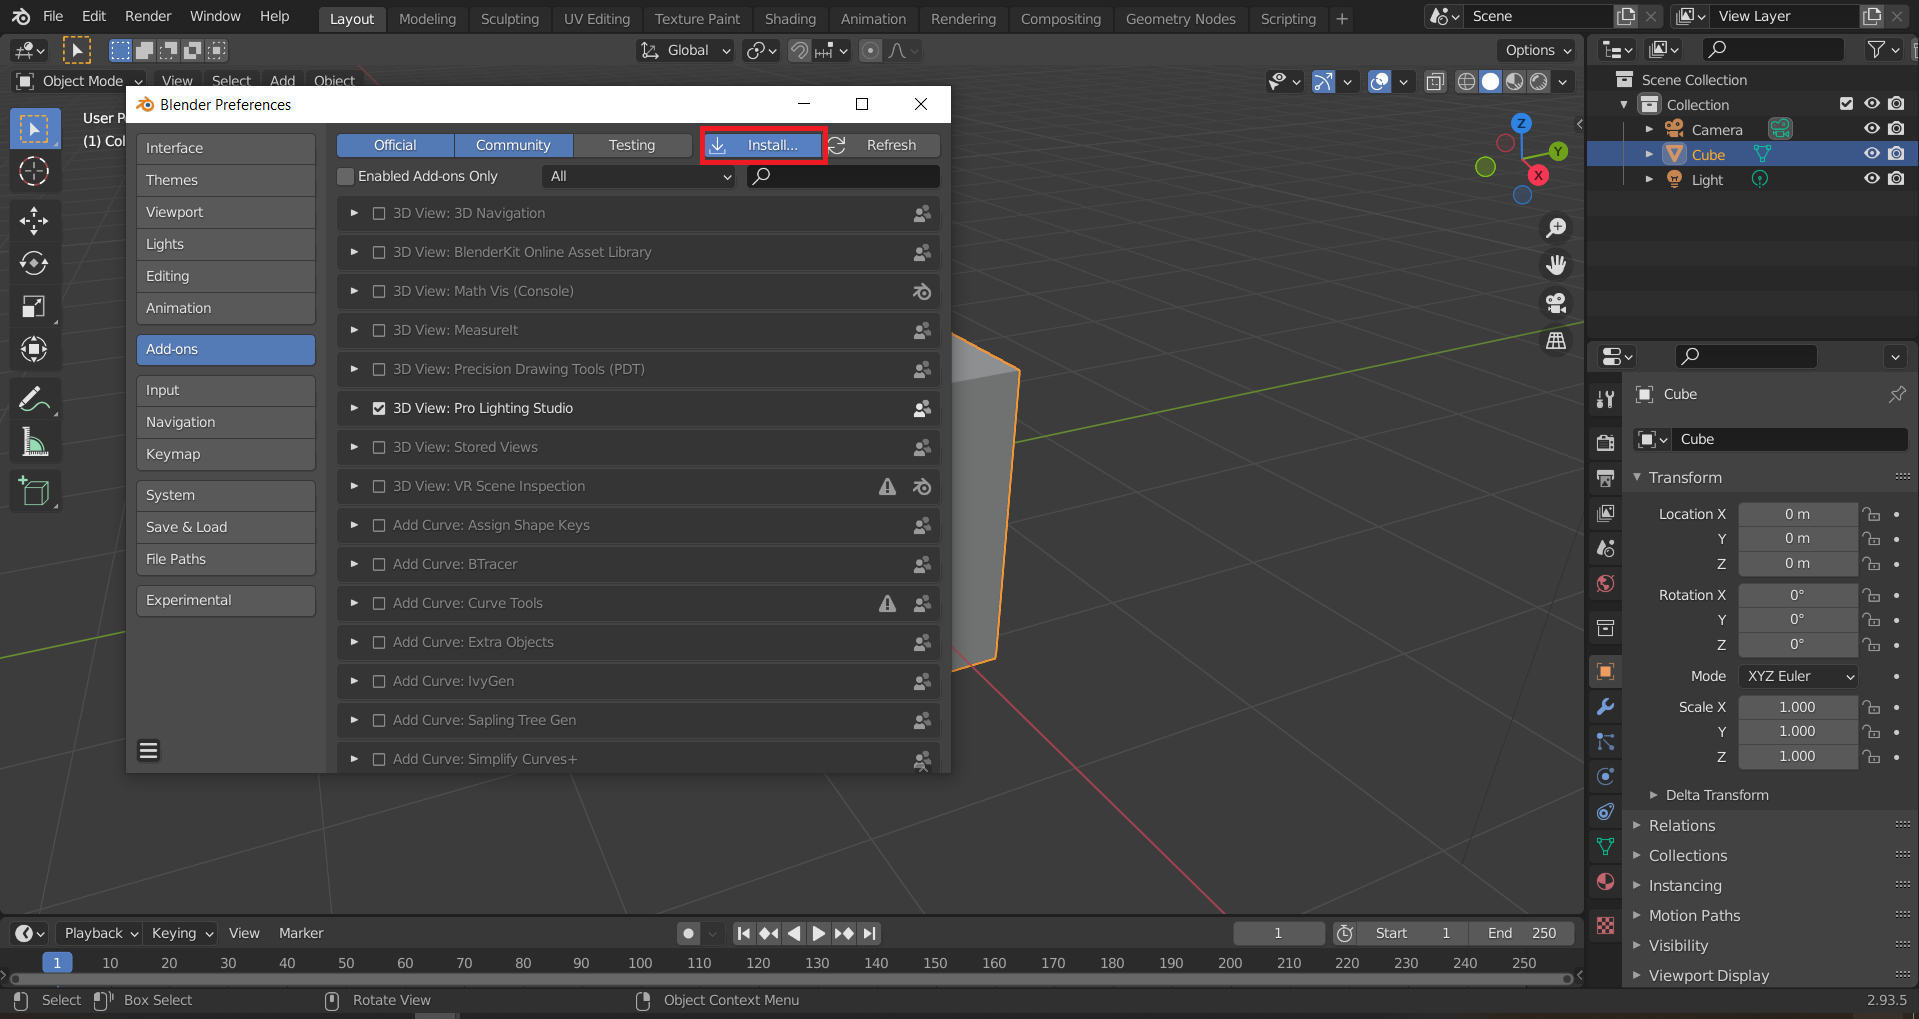 File Edit Render Window Help Layout Modeling Sculpting UV Editing Texture Paint Shading Animation Rendering Compositing Geometry Nodes Scripting + Scene View Layer
Global Options
Object Mode View Select Add Object
User P
(1) Col
Z
Y
X
Scene Collection
Collection
Camera
Cube
Light
Blender Preferences
Interface
Themes
Viewport
Lights
Editing
Animation
Add-ons
Input
Navigation
Keymap
System
Save & Load
File Paths
Experimental
Official Community Testing Install... Refresh
Enabled Add-ons Only All
3D View: 3D Navigation
3D View: BlenderKit Online Asset Library
3D View: Math Vis (Console)
3D View: MeasureIt
3D View: Precision Drawing Tools (PDT)
3D View: Pro Lighting Studio
3D View: Stored Views
3D View: VR Scene Inspection
Add Curve: Assign Shape Keys
Add Curve: BTracer
Add Curve: Curve Tools
Add Curve: Extra Objects
Add Curve: IvyGen
Add Curve: Sapling Tree Gen
Add Curve: Simplify Curves+
Cube
Cube
Transform
Location X 0 m
Y 0 m
Z 0 m
Rotation X 0°
Y 0°
Z 0°
Mode XYZ Euler
Scale X 1.000
Y 1.000
Z 1.000
Delta Transform
Relations
Collections
Instancing
Motion Paths
Visibility
Viewport Display
Playback Keying View Marker 1 Start 1 End 250
1 10 20 30 40 50 60 70 80 90 100 110 120 130 140 150 160 170 180 190 200 210 220 230 240 250
Select Box Select Rotate View Object Context Menu 2.93.5